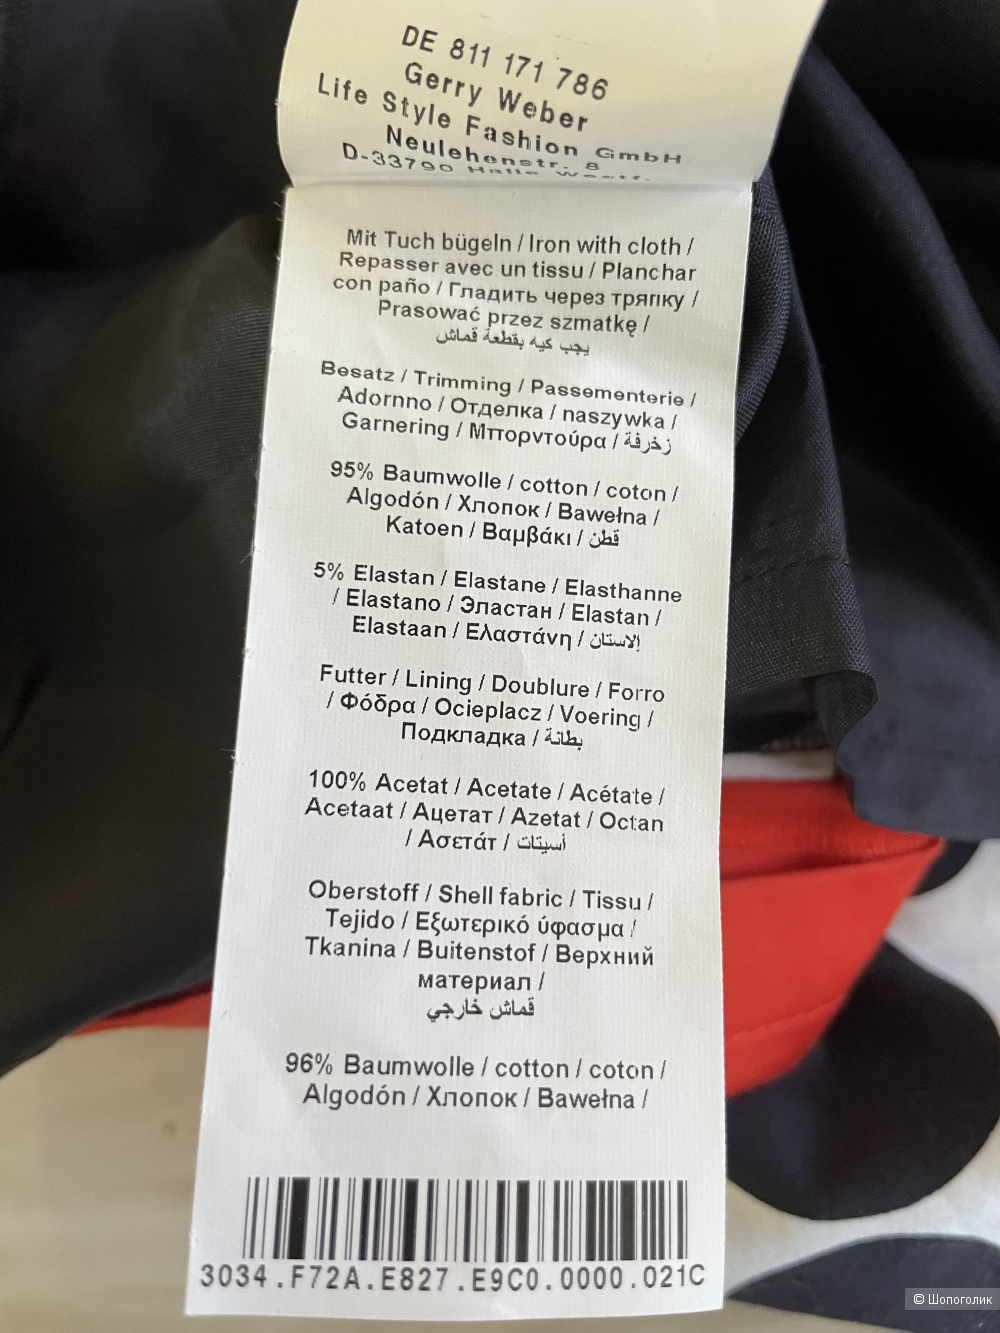 DE 811 171 786
Gerry Weber
Life Style Fashion GmbH
Neulehenstr. 8
D-33790 Halle Westf.
Mit Tuch bügeln / Iron with cloth /
Repasser avec un tissu / Planchar
con paño / Гладить через тряпку /
Prasować przez szmatkę /
يجب كيه بقطعة قماش
Besatz / Trimming / Passementerie /
Adornno / Отделка / naszywka /
Garnering / Μπορντούρα / زخرفة
95% Baumwolle / cotton / coton /
Algodón / Хлопок / Bawełna /
Katoen / Βαμβάκι / قطن
5% Elastan / Elastane / Elasthanne
/ Elastano / Эластан / Elastan /
Elastaan / Ελαστάνη / الاستان
Futter / Lining / Doublure / Forro
/ Φόδρα / Ocieplacz / Voering /
Подкладка / بطانة
100% Acetat / Acetate / Acétate /
Acetaat / Ацетат / Azetat / Octan
/ Ασετάτ / أسيتات
Oberstoff / Shell fabric / Tissu /
Tejido / Εξωτερικό ύφασμα /
Tkanina / Buitenstof / Верхний
материал /
قماش خارجي
96% Baumwolle / cotton / coton /
Algodón / Хлопок / Bawełna /
3034.F72A.E827.E9C0.0000.021C
© Шопоголик